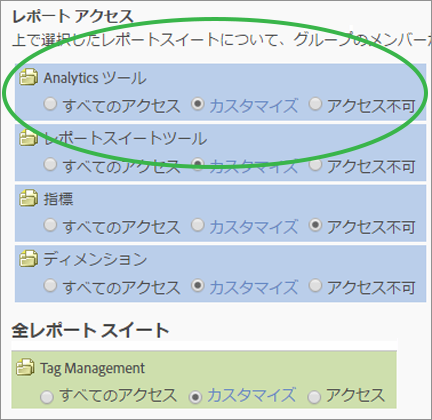 レポート アクセス
上で選択したレポートスイートについて、グループのメンバーが
Analytics ツール
すべてのアクセス カスタマイズ アクセス不可
レポートスイートツール
すべてのアクセス カスタマイズ アクセス不可
指標
すべてのアクセス カスタマイズ アクセス不可
ディメンション
すべてのアクセス カスタマイズ アクセス不可
全レポート スイート
Tag Management
すべてのアクセス カスタマイズ アクセス